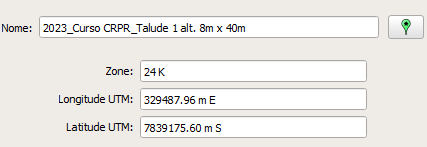 Nome: 2023_Curso CRPR_Talude 1 alt. 8m x 40m
Zone: 24 K
Longitude UTM: 329487.96 m E
Latitude UTM: 7839175.60 m S